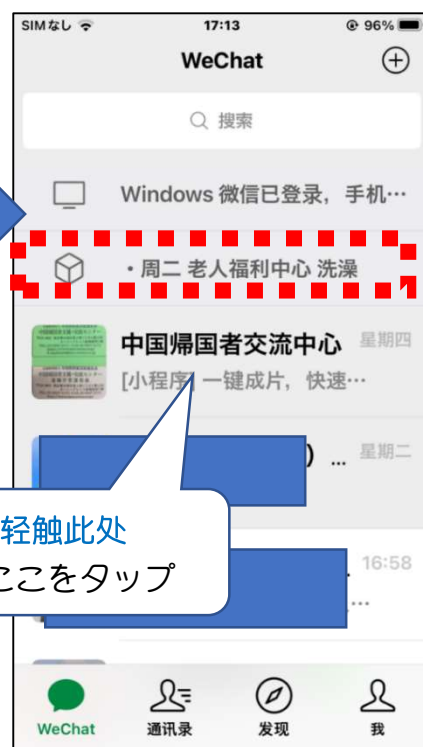 SIMなし 17:13 96%
WeChat
搜索
Windows 微信已登录，手机…
・周二 老人福利中心 洗澡
中国帰国者交流中心 星期四
[小程序] 一键成片，快速…
) ... 星期二
轻触此处
ここをタップ
16:58
...
WeChat 通讯录 发现 我